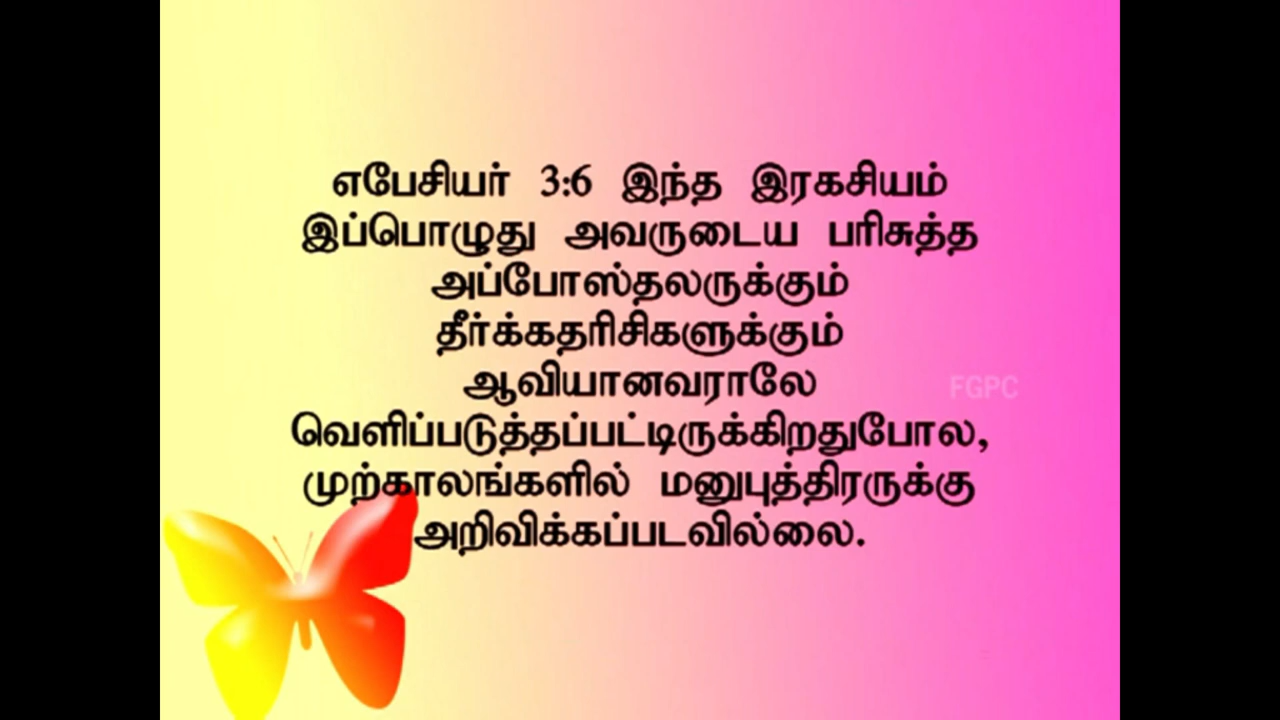 எபேசியர் 3:6 இந்த இரகசியம்
இப்பொழுது அவருடைய பரிசுத்த
அப்போஸ்தலருக்கும்
தீர்க்கதரிசிகளுக்கும்
ஆவியானவராலே
வெளிப்படுத்தப்பட்டிருக்கிறதுபோல,
முற்காலங்களில் மனுபுத்திரருக்கு
அறிவிக்கப்படவில்லை.
FGPC